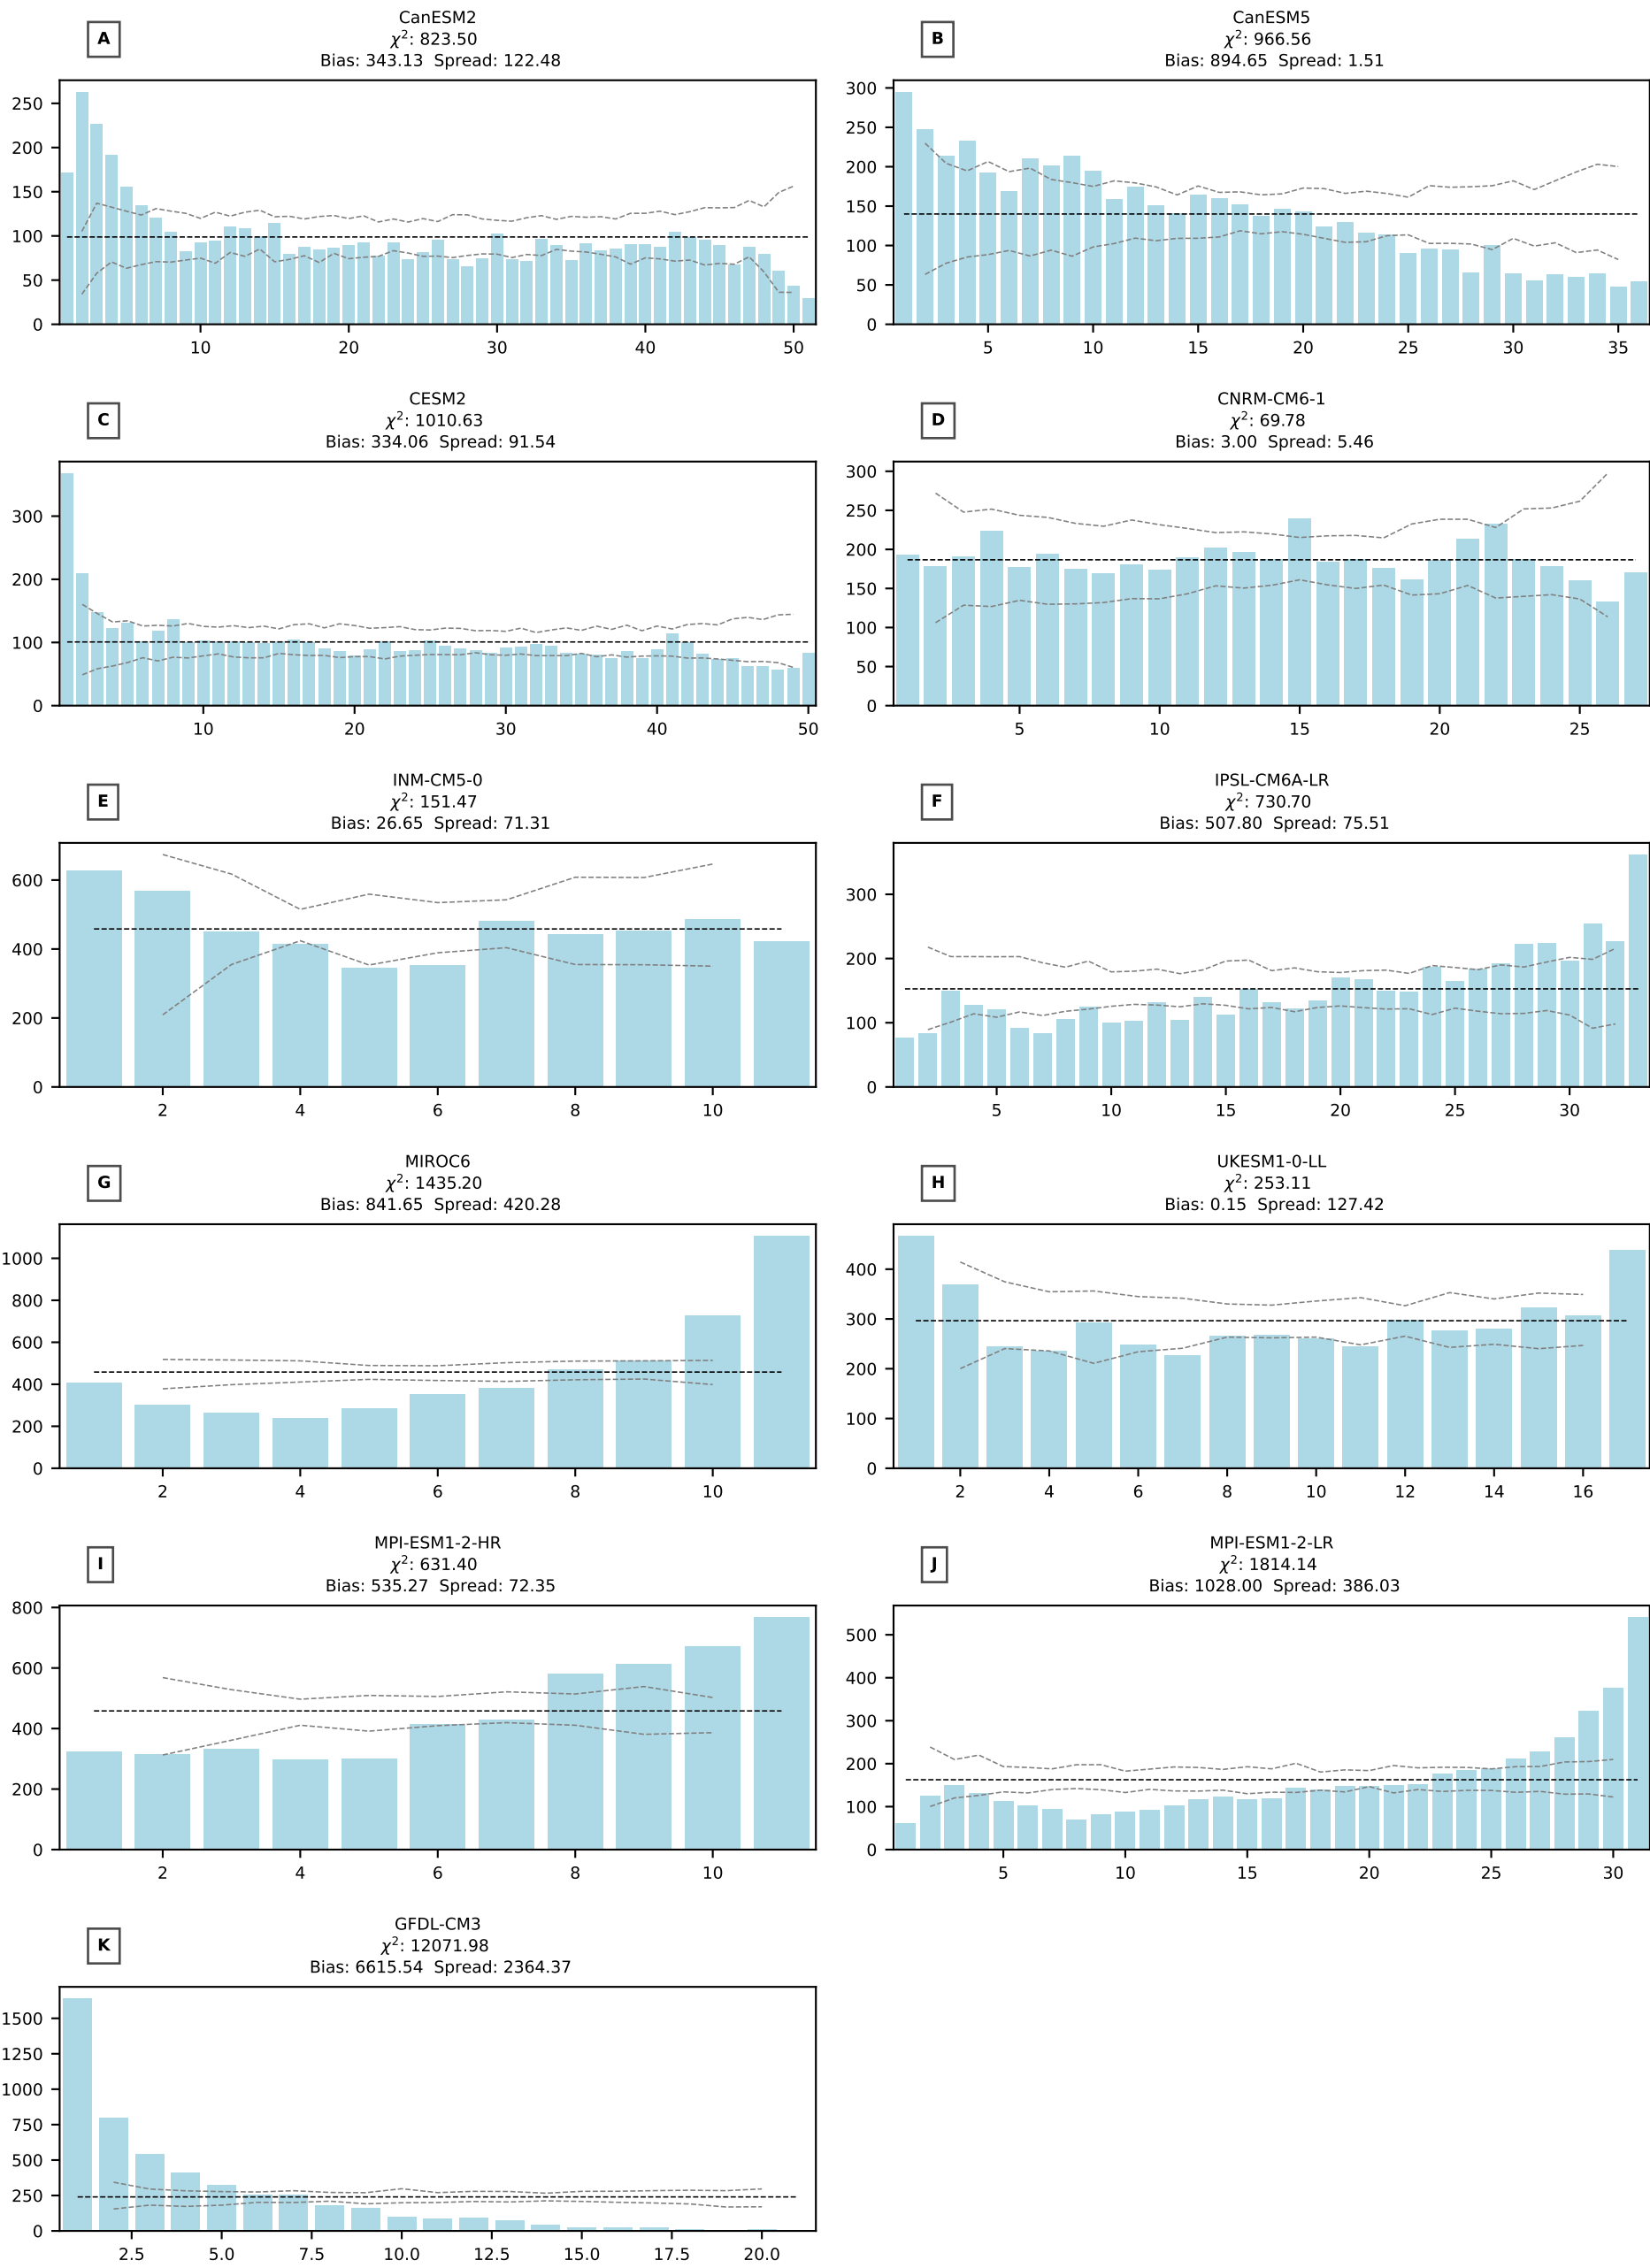 A
CanESM2
χ²: 823.50
Bias: 343.13 Spread: 122.48
250
200
150
100
50
0
10 20 30 40 50
B
CanESM5
χ²: 966.56
Bias: 894.65 Spread: 1.51
300
250
200
150
100
50
0
5 10 15 20 25 30 35
C
CESM2
χ²: 1010.63
Bias: 334.06 Spread: 91.54
300
200
100
0
10 20 30 40 50
D
CNRM-CM6-1
χ²: 69.78
Bias: 3.00 Spread: 5.46
300
250
200
150
100
50
0
5 10 15 20 25
E
INM-CM5-0
χ²: 151.47
Bias: 26.65 Spread: 71.31
600
400
200
0
2 4 6 8 10
F
IPSL-CM6A-LR
χ²: 730.70
Bias: 507.80 Spread: 75.51
300
200
100
0
5 10 15 20 25 30
G
MIROC6
χ²: 1435.20
Bias: 841.65 Spread: 420.28
1000
800
600
400
200
0
2 4 6 8 10
H
UKESM1-0-LL
χ²: 253.11
Bias: 0.15 Spread: 127.42
400
300
200
100
0
2 4 6 8 10 12 14 16
I
MPI-ESM1-2-HR
χ²: 631.40
Bias: 535.27 Spread: 72.35
800
600
400
200
0
2 4 6 8 10
J
MPI-ESM1-2-LR
χ²: 1814.14
Bias: 1028.00 Spread: 386.03
500
400
300
200
100
0
5 10 15 20 25 30
K
GFDL-CM3
χ²: 12071.98
Bias: 6615.54 Spread: 2364.37
1500
1250
1000
750
500
250
0
2.5 5.0 7.5 10.0 12.5 15.0 17.5 20.0